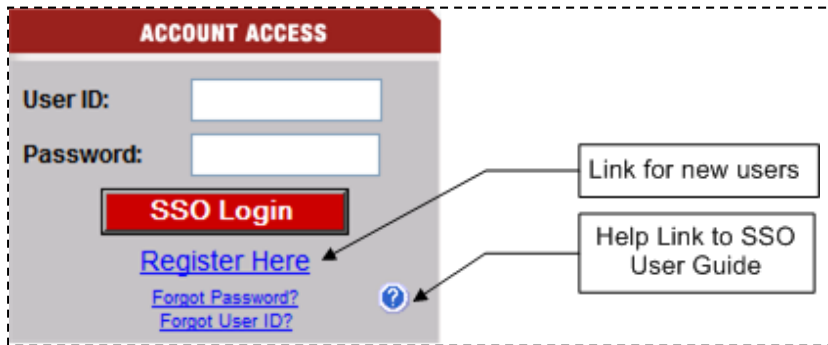 ACCOUNT ACCESS
User ID:
Password:
SSO Login
Register Here
Forgot Password?
Forgot User ID?
?
Link for new users
Help Link to SSO
User Guide